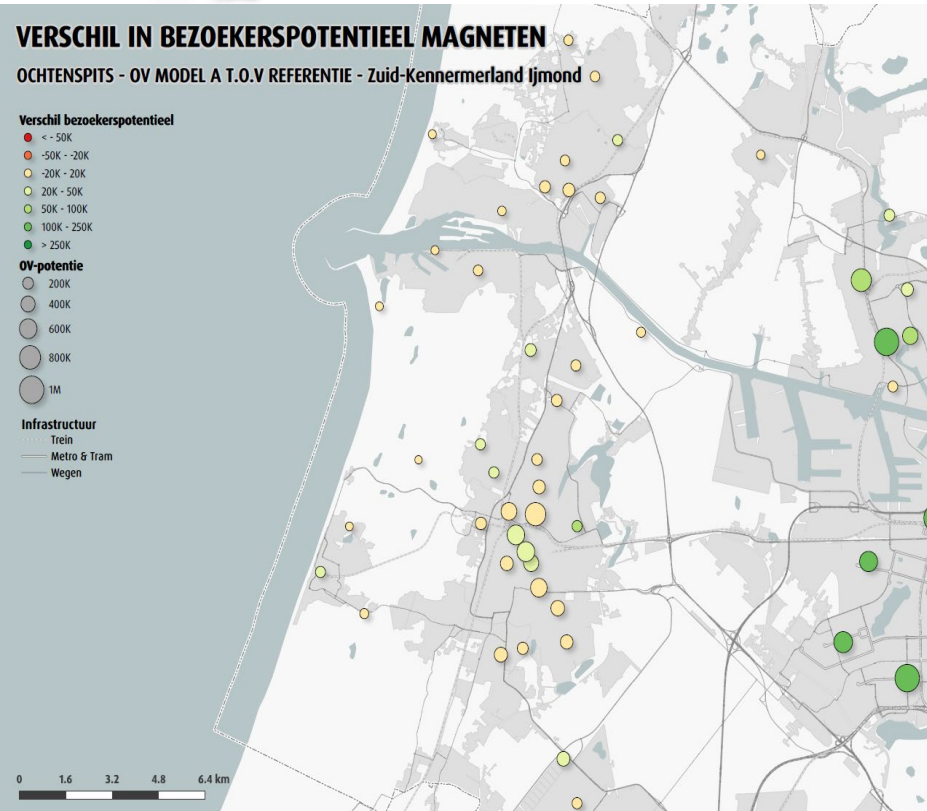 VERSCHIL IN BEZOEKERSPOTENTIEEL MAGNETEN
OCHTENSPITS - OV MODEL A T.O.V REFERENTIE - Zuid-Kennermerland Ijmond
Verschil bezoekerspotentieel
< - 50K
-50K - -20K
-20K - 20K
20K - 50K
50K - 100K
100K - 250K
> 250K
OV-potentie
200K
400K
600K
800K
1M
Infrastructuur
Trein
Metro & Tram
Wegen
0 1.6 3.2 4.8 6.4 km